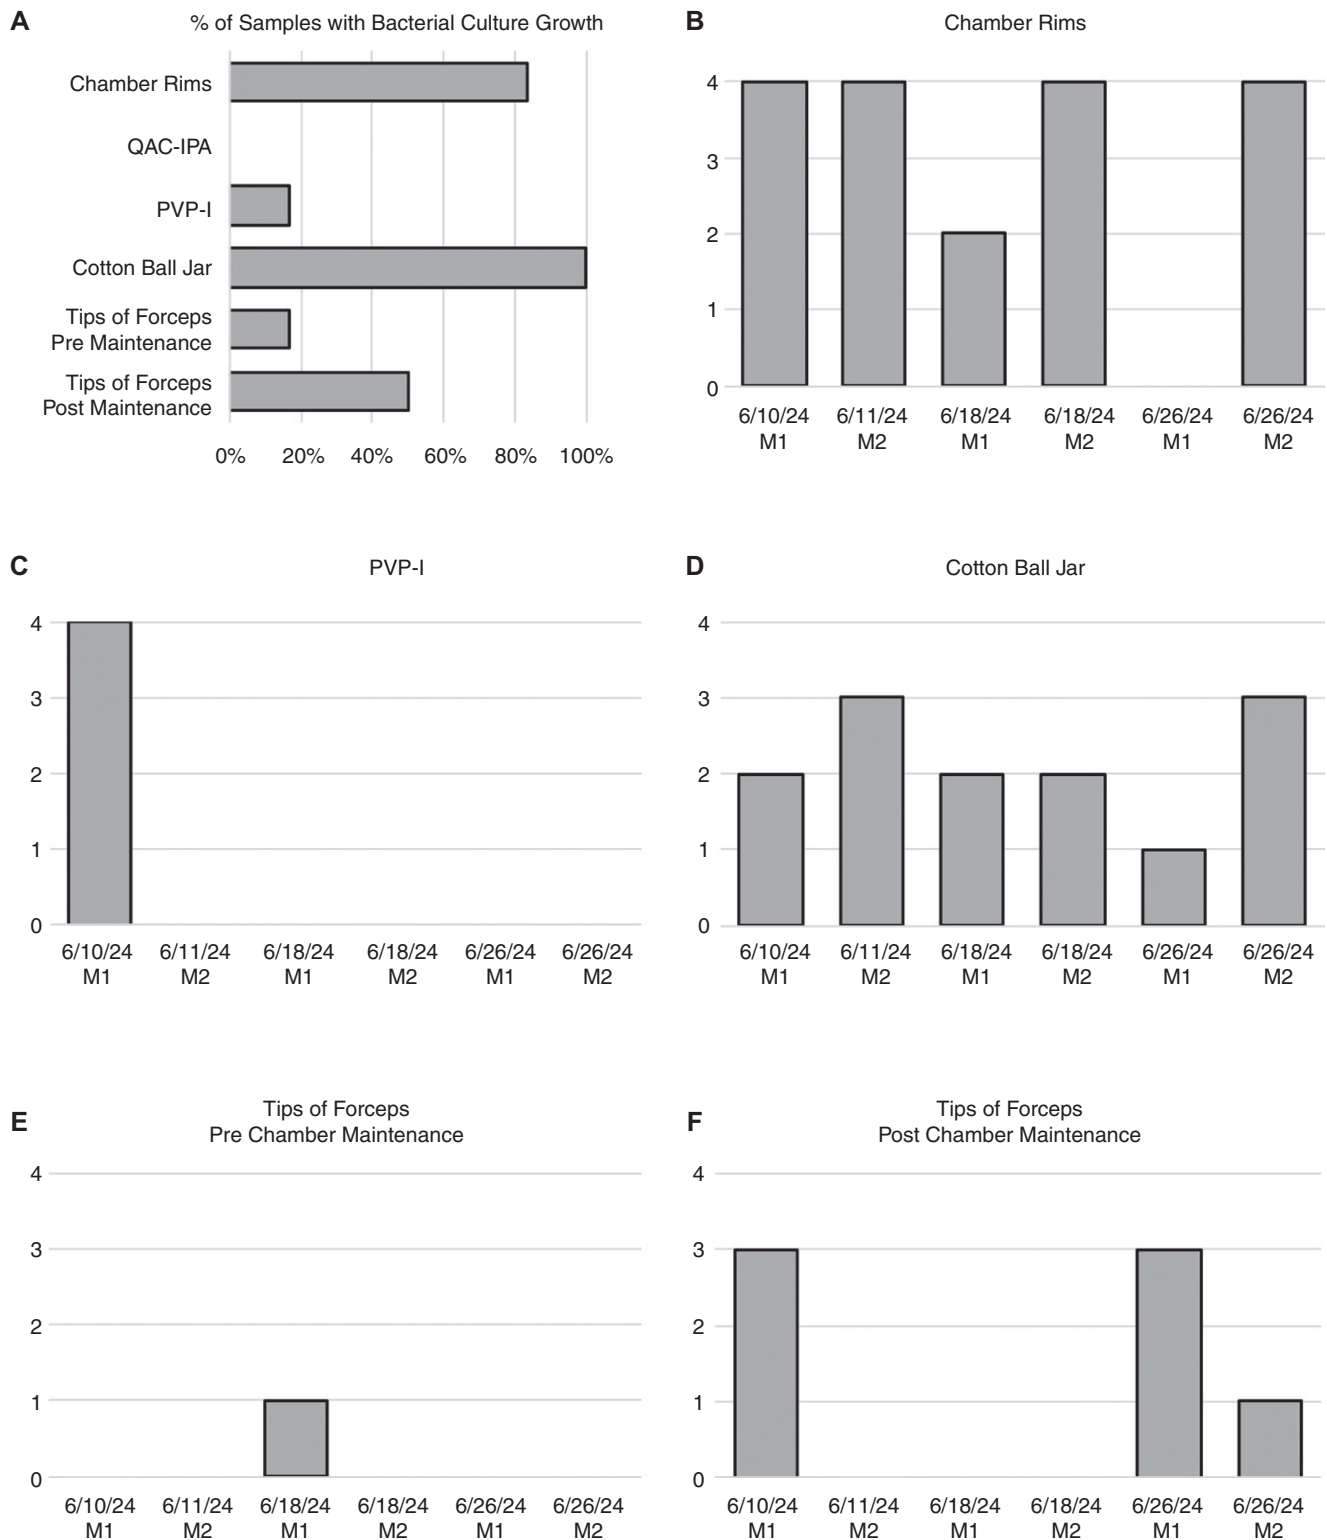 A
% of Samples with Bacterial Culture Growth
Chamber Rims
QAC-IPA
PVP-I
Cotton Ball Jar
Tips of Forceps
Pre Maintenance
Tips of Forceps
Post Maintenance
0% 20% 40% 60% 80% 100%
B
Chamber Rims
4
3
2
1
0
6/10/24 6/11/24 6/18/24 6/18/24 6/26/24 6/26/24
M1 M2 M1 M2 M1 M2
C
PVP-I
4
3
2
1
0
6/10/24 6/11/24 6/18/24 6/18/24 6/26/24 6/26/24
M1 M2 M1 M2 M1 M2
D
Cotton Ball Jar
4
3
2
1
0
6/10/24 6/11/24 6/18/24 6/18/24 6/26/24 6/26/24
M1 M2 M1 M2 M1 M2
E
Tips of Forceps
Pre Chamber Maintenance
4
3
2
1
0
6/10/24 6/11/24 6/18/24 6/18/24 6/26/24 6/26/24
M1 M2 M1 M2 M1 M2
F
Tips of Forceps
Post Chamber Maintenance
4
3
2
1
0
6/10/24 6/11/24 6/18/24 6/18/24 6/26/24 6/26/24
M1 M2 M1 M2 M1 M2